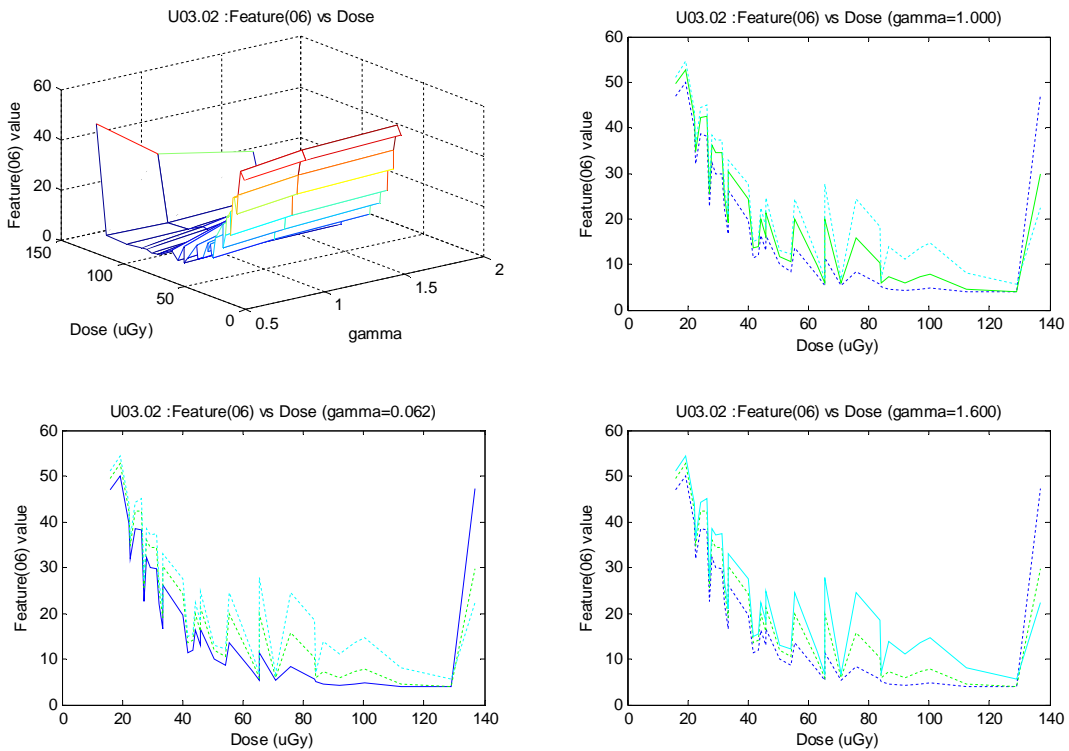 U03.02 :Feature(06) vs Dose
60
40
20
0
150
100
50
0
0.5
1
1.5
2
Feature(06) value
Dose (uGy)
gamma
U03.02 :Feature(06) vs Dose (gamma=1.000)
60
50
40
30
20
10
0
0 20 40 60 80 100 120 140
Feature(06) value
Dose (uGy)
U03.02 :Feature(06) vs Dose (gamma=0.062)
60
50
40
30
20
10
0
0 20 40 60 80 100 120 140
Feature(06) value
Dose (uGy)
U03.02 :Feature(06) vs Dose (gamma=1.600)
60
50
40
30
20
10
0
0 20 40 60 80 100 120 140
Feature(06) value
Dose (uGy)